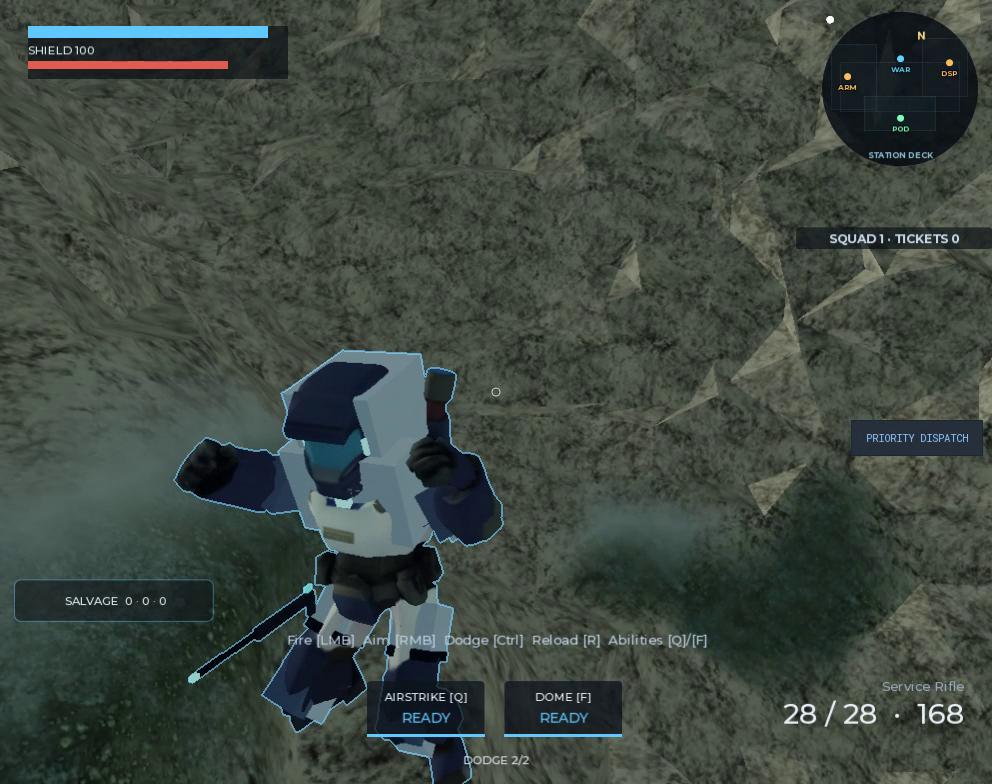 SHIELD 100
N
WAR
DSP
ARM
POD
STATION DECK
SQUAD 1 · TICKETS 0
PRIORITY DISPATCH
SALVAGE 0 · 0 · 0
Fire [LMB] Aim [RMB] Dodge [Ctrl] Reload [R] Abilities [Q]/[F]
AIRSTRIKE [Q]
READY
DOME [F]
READY
Service Rifle
28 / 28 · 168
DODGE 2/2